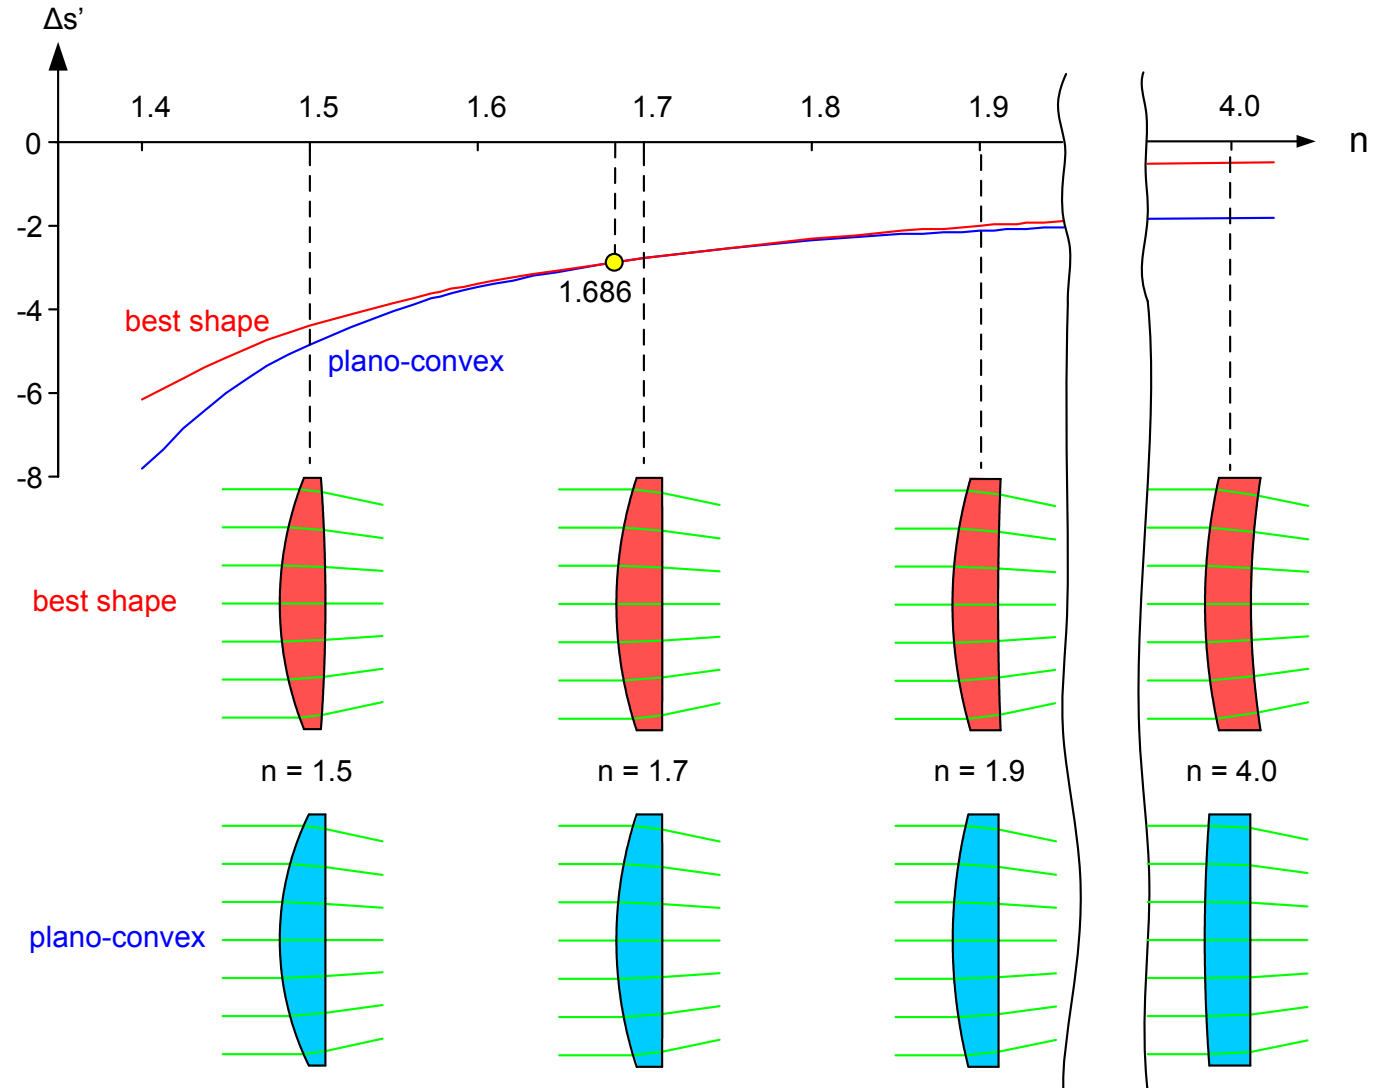 Δs’
1.4 1.5 1.6 1.7 1.8 1.9 4.0
0
n
-2
1.686
-4
best shape
plano-convex
-6
-8
best shape
n = 1.5 n = 1.7 n = 1.9 n = 4.0
plano-convex